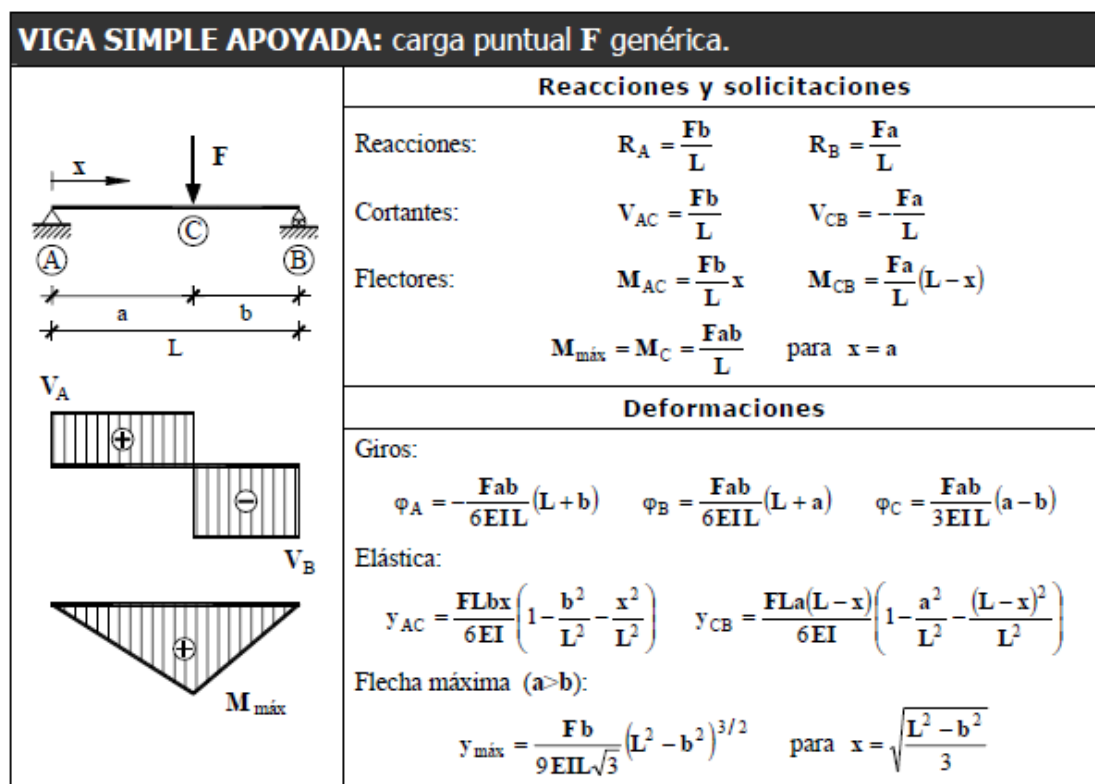 VIGA SIMPLE APOYADA: carga puntual F genérica.
x
F
A
C
B
a
b
L
V_A
+
−
V_B
+
M_máx
Reacciones y solicitaciones
Reacciones: R_A = Fb/L R_B = Fa/L
Cortantes: V_AC = Fb/L V_CB = −Fa/L
Flectores: M_AC = Fb/L x M_CB = Fa/L (L − x)
M_máx = M_C = Fab/L para x = a
Deformaciones
Giros:
φ_A = −Fab/6EIL (L + b) φ_B = Fab/6EIL (L + a) φ_C = Fab/3EIL (a − b)
Elástica:
y_AC = FLbx/6EI (1 − b²/L² − x²/L²) y_CB = FLa(L − x)/6EI (1 − a²/L² − (L − x)²/L²)
Flecha máxima (a>b):
y_máx = Fb/9EIL√3 (L² − b²)^3/2 para x = √((L² − b²)/3)